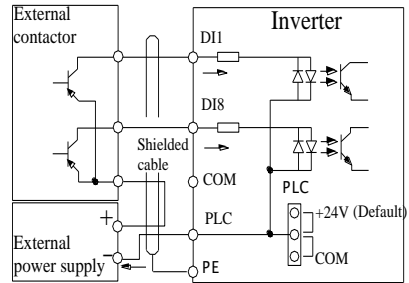 External
contactor
Inverter
DI1
DI8
Shielded
cable
COM
PLC
+24V (Default)
+
PLC
External
power supply
-
COM
PE